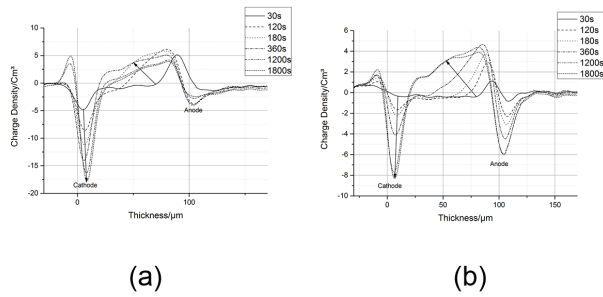 30s
120s
180s
360s
1200s
1800s
10
5
0
-5
-10
-15
-20
Charge Density/Cm³
Cathode
Anode
0
50
100
150
Thickness/μm
(a)
30s
120s
180s
360s
1200s
1800s
6
4
2
0
-2
-4
-6
-8
Charge Density/Cm³
Cathode
Anode
0
50
100
150
Thickness/μm
(b)